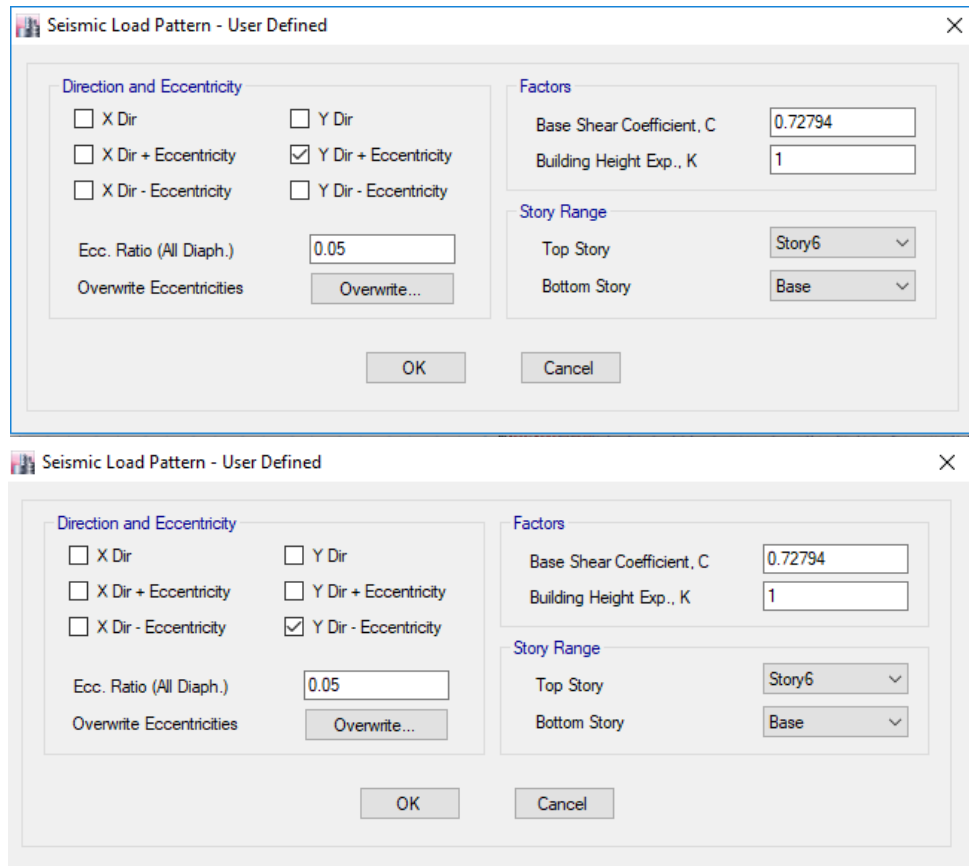 Seismic Load Pattern - User Defined
Direction and Eccentricity
X Dir
Y Dir
X Dir + Eccentricity
Y Dir + Eccentricity
X Dir - Eccentricity
Y Dir - Eccentricity
Ecc. Ratio (All Diaph.)
0.05
Overwrite Eccentricities
Overwrite...
Factors
Base Shear Coefficient, C
0.72794
Building Height Exp., K
1
Story Range
Top Story
Story6
Bottom Story
Base
OK
Cancel
Seismic Load Pattern - User Defined
Direction and Eccentricity
X Dir
Y Dir
X Dir + Eccentricity
Y Dir + Eccentricity
X Dir - Eccentricity
Y Dir - Eccentricity
Ecc. Ratio (All Diaph.)
0.05
Overwrite Eccentricities
Overwrite...
Factors
Base Shear Coefficient, C
0.72794
Building Height Exp., K
1
Story Range
Top Story
Story6
Bottom Story
Base
OK
Cancel